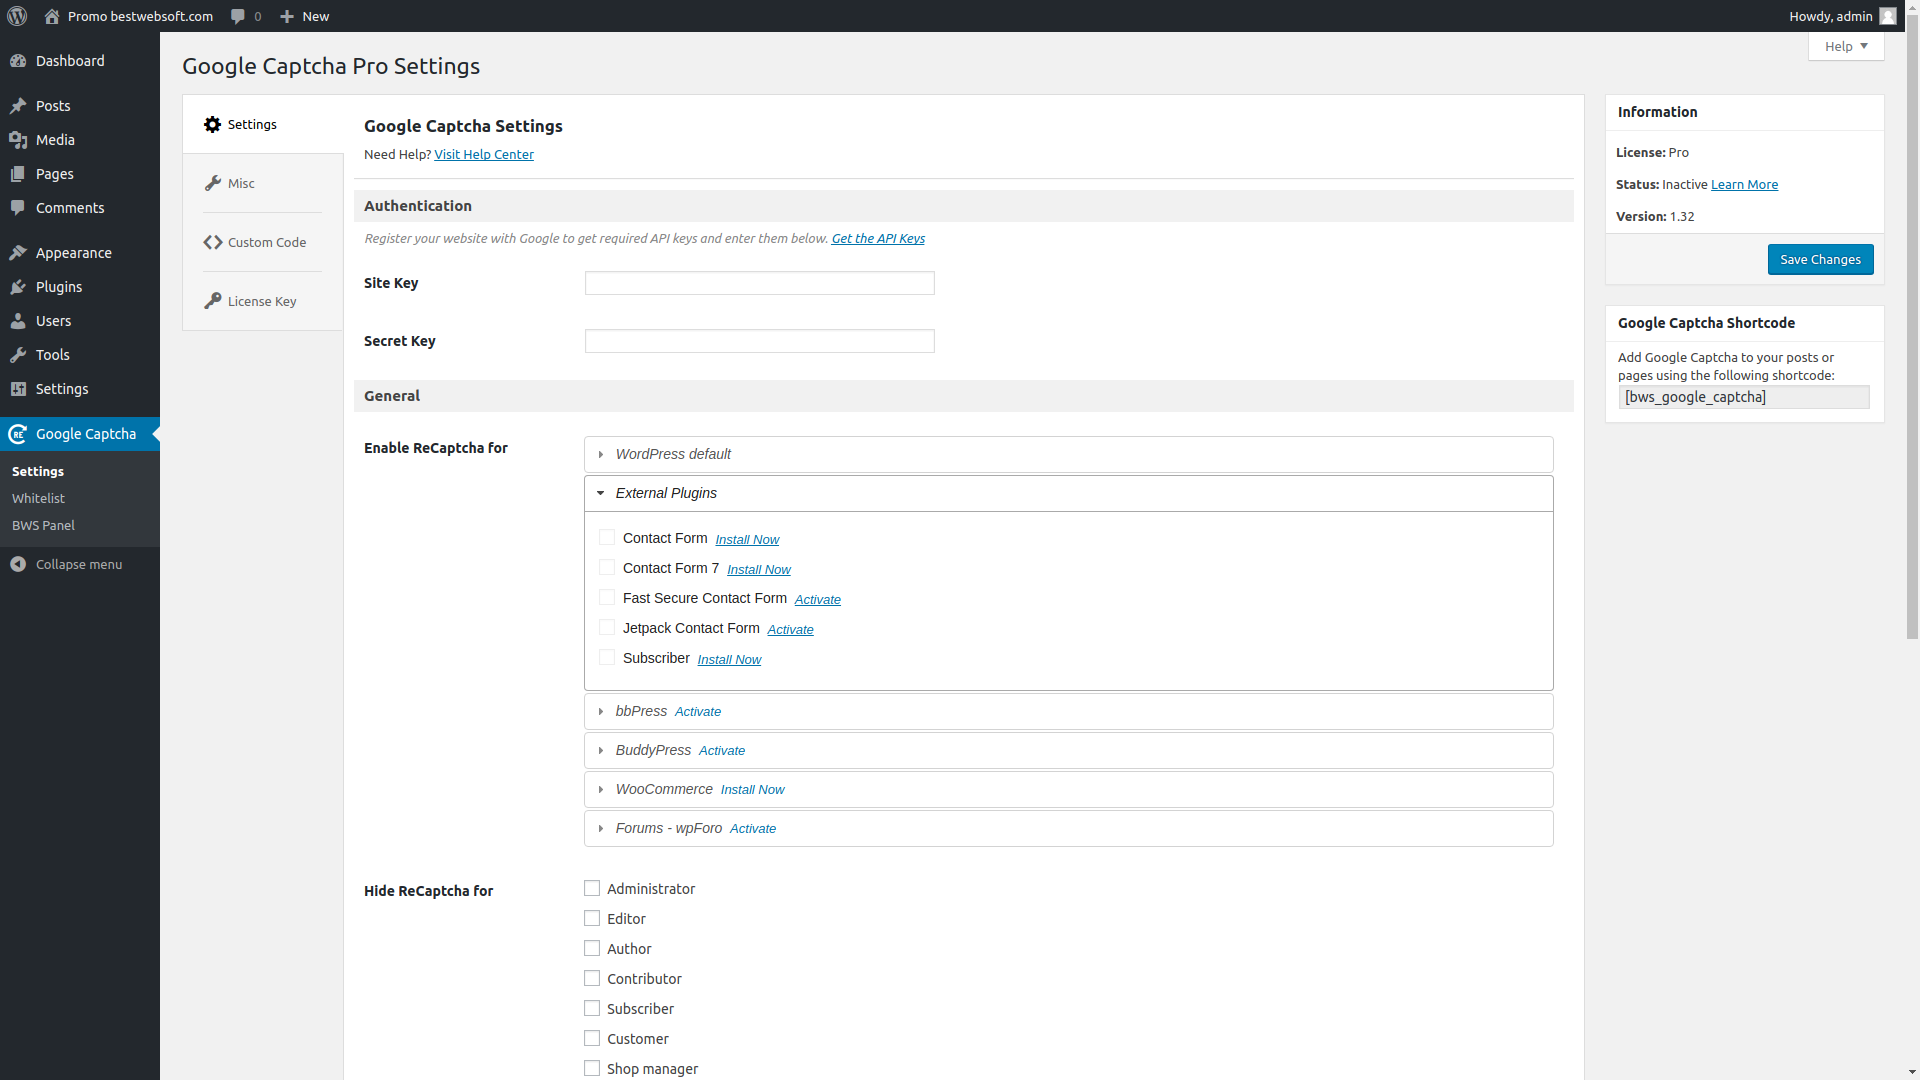 Promo bestwebsoft.com 0 New Howdy, admin
Help
Dashboard
Posts
Media
Pages
Comments
Appearance
Plugins
Users
Tools
Settings
Google Captcha
Settings
Whitelist
BWS Panel
Collapse menu
Google Captcha Pro Settings
Settings
Misc
Custom Code
License Key
Google Captcha Settings
Need Help? Visit Help Center
Authentication
Register your website with Google to get required API keys and enter them below. Get the API Keys
Site Key
Secret Key
General
Enable ReCaptcha for
WordPress default
External Plugins
Contact Form Install Now
Contact Form 7 Install Now
Fast Secure Contact Form Activate
Jetpack Contact Form Activate
Subscriber Install Now
bbPress Activate
BuddyPress Activate
WooCommerce Install Now
Forums - wpForo Activate
Hide ReCaptcha for
Administrator
Editor
Author
Contributor
Subscriber
Customer
Shop manager
Information
License: Pro
Status: Inactive Learn More
Version: 1.32
Save Changes
Google Captcha Shortcode
Add Google Captcha to your posts or
pages using the following shortcode:
[bws_google_captcha]